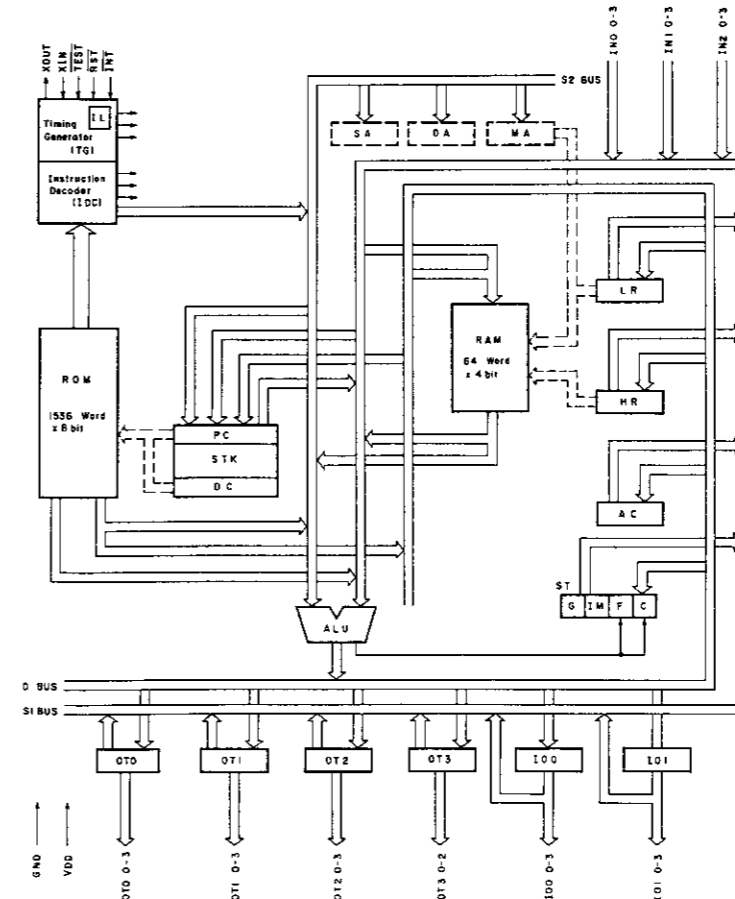 XOUT
XIN
TEST
RST
INT
IN0 0-3
IN1 0-3
IN2 0-3
S2 BUS
IL
Timing
Generator
(TG)
SA
DA
MA
Instruction
Decoder
(IDC)
LR
RAM
64 Word
x 4 bit
ROM
1536 Word
x 8 bit
HR
PC
STK
DC
AC
ST
G IM F C
ALU
D BUS
S1 BUS
OT0
OT1
OT2
OT3
IO0
IO1
GND
VDD
OT0 0-3
OT1 0-3
OT2 0-3
OT3 0-2
IO0 0-3
IO1 0-3